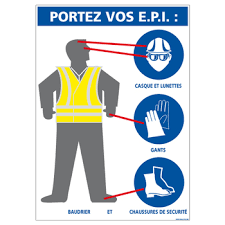 PORTEZ VOS E.P.I. :
CASQUE ET LUNETTES
GANTS
BAUDRIER ET CHAUSSURES DE SECURITÉ